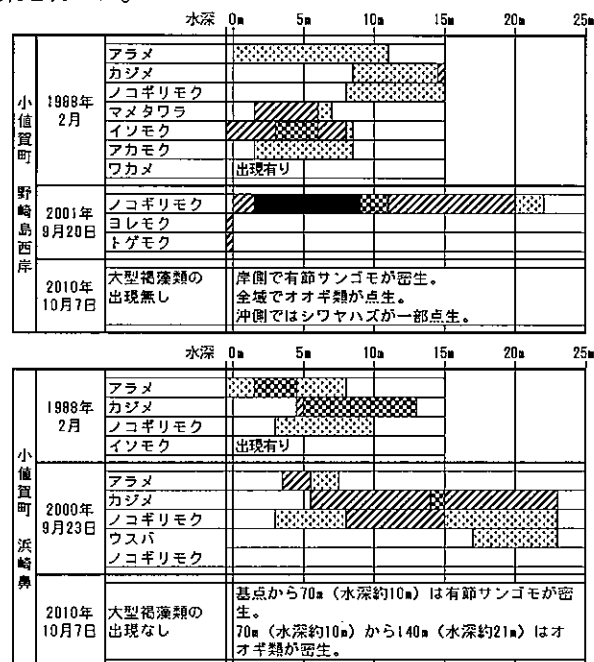 水深 0m 5m 10m 15m 20m 25m
小値賀町 野崎島西岸
1988年
2月
アラメ
カジメ
ノコギリモク
マメタワラ
イソモク
アカモク
ワカメ 出現有り
2001年
9月20日
ノコギリモク
ヨレモク
トゲモク
2010年
10月7日
大型褐藻類の
出現無し
岸側で有節サンゴモが密生。
全域でオオギ類が点生。
沖側ではシワヤハズが一部点生。
水深 0m 5m 10m 15m 20m 25m
小値賀町 浜崎鼻
1988年
2月
アラメ
カジメ
ノコギリモク
イソモク 出現有り
2000年
9月23日
アラメ
カジメ
ノコギリモク
ウスバ
ノコギリモク
2010年
10月7日
大型褐藻類の
出現なし
基点から70m（水深約10m）は有節サンゴモが密
生。
70m（水深約10m）から140m（水深約21m）はオ
オギ類が密生。